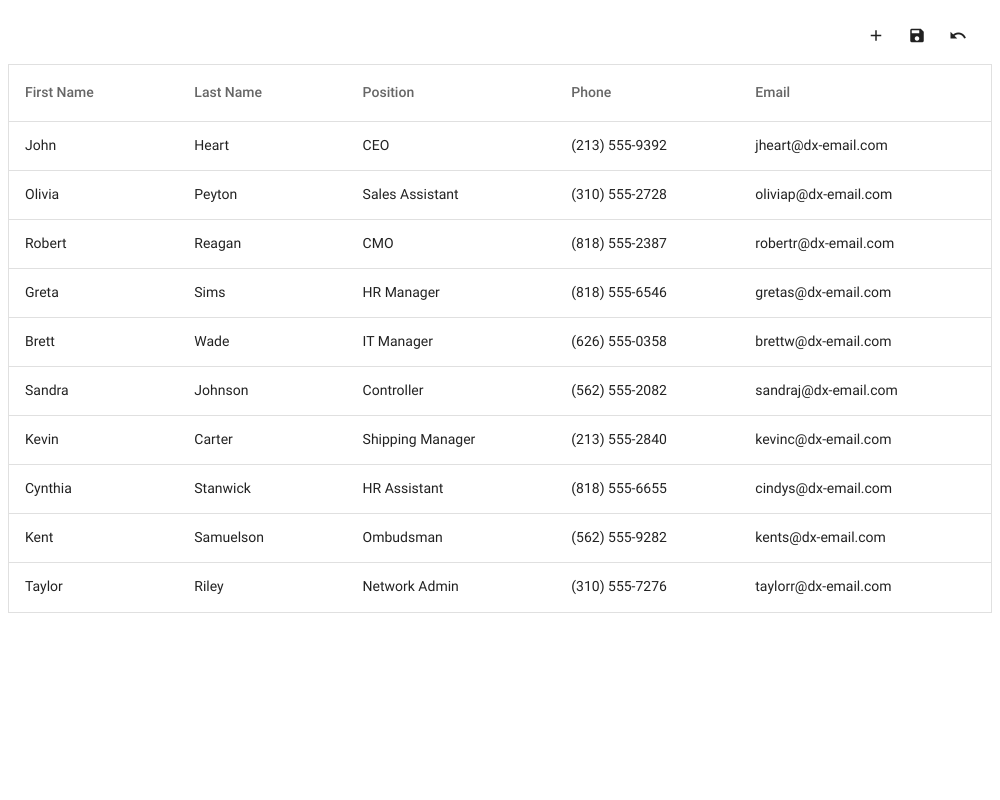 First Name Last Name Position Phone Email
John Heart CEO (213) 555-9392 jheart@dx-email.com
Olivia Peyton Sales Assistant (310) 555-2728 oliviap@dx-email.com
Robert Reagan CMO (818) 555-2387 robertr@dx-email.com
Greta Sims HR Manager (818) 555-6546 gretas@dx-email.com
Brett Wade IT Manager (626) 555-0358 brettw@dx-email.com
Sandra Johnson Controller (562) 555-2082 sandraj@dx-email.com
Kevin Carter Shipping Manager (213) 555-2840 kevinc@dx-email.com
Cynthia Stanwick HR Assistant (818) 555-6655 cindys@dx-email.com
Kent Samuelson Ombudsman (562) 555-9282 kents@dx-email.com
Taylor Riley Network Admin (310) 555-7276 taylorr@dx-email.com